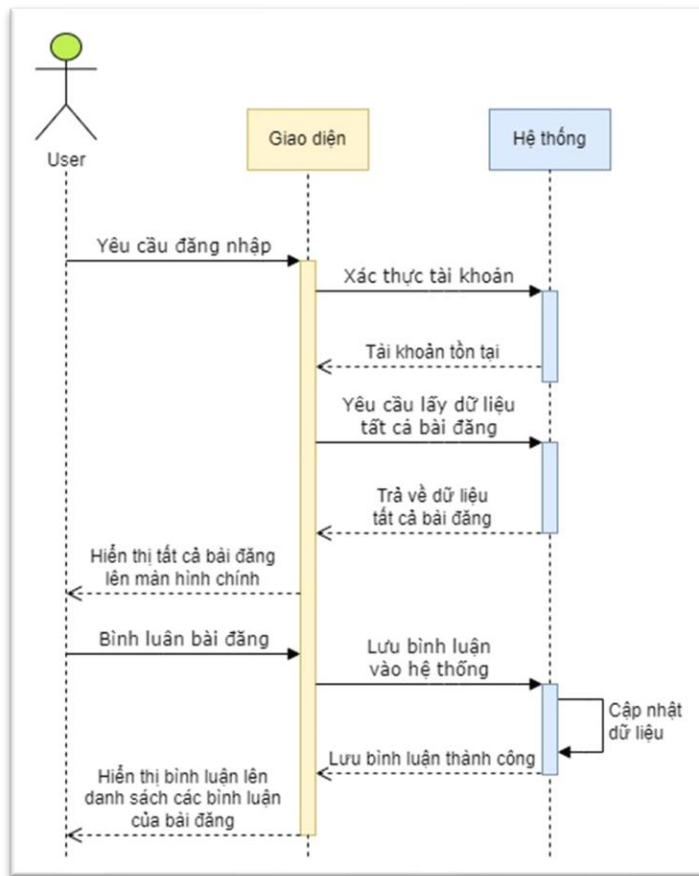 User
Giao diện
Hệ thống
Yêu cầu đăng nhập
Xác thực tài khoản
Tài khoản tồn tại
Yêu cầu lấy dữ liệu
tất cả bài đăng
Trả về dữ liệu
tất cả bài đăng
Hiển thị tất cả bài đăng
lên màn hình chính
Bình luân bài đăng
Lưu bình luận
vào hệ thống
Cập nhật
dữ liệu
Lưu bình luận thành công
Hiển thị bình luận lên
danh sách các bình luận
của bài đăng